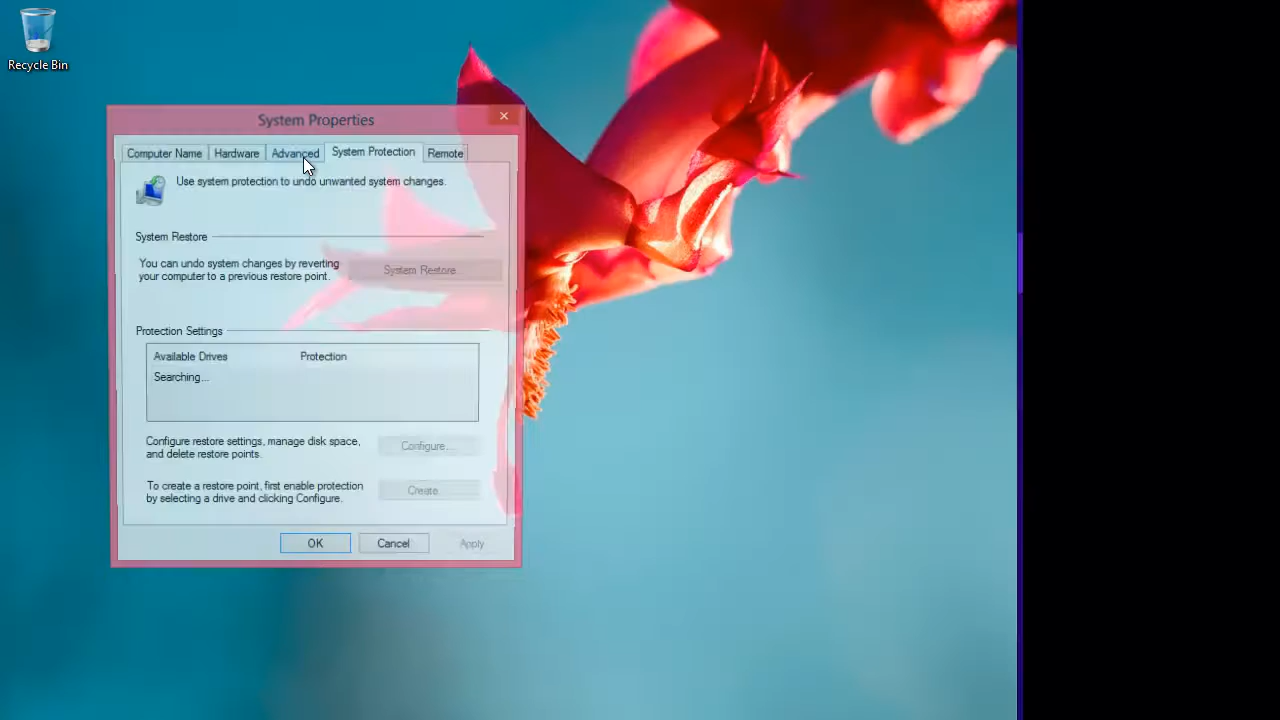 Recycle Bin
System Properties
Computer Name
Hardware
Advanced
System Protection
Remote
Use system protection to undo unwanted system changes.
System Restore
You can undo system changes by reverting
your computer to a previous restore point.
System Restore...
Protection Settings
Available Drives
Protection
Searching...
Configure restore settings, manage disk space,
and delete restore points.
Configure...
To create a restore point, first enable protection
by selecting a drive and clicking Configure.
Create
OK
Cancel
Apply